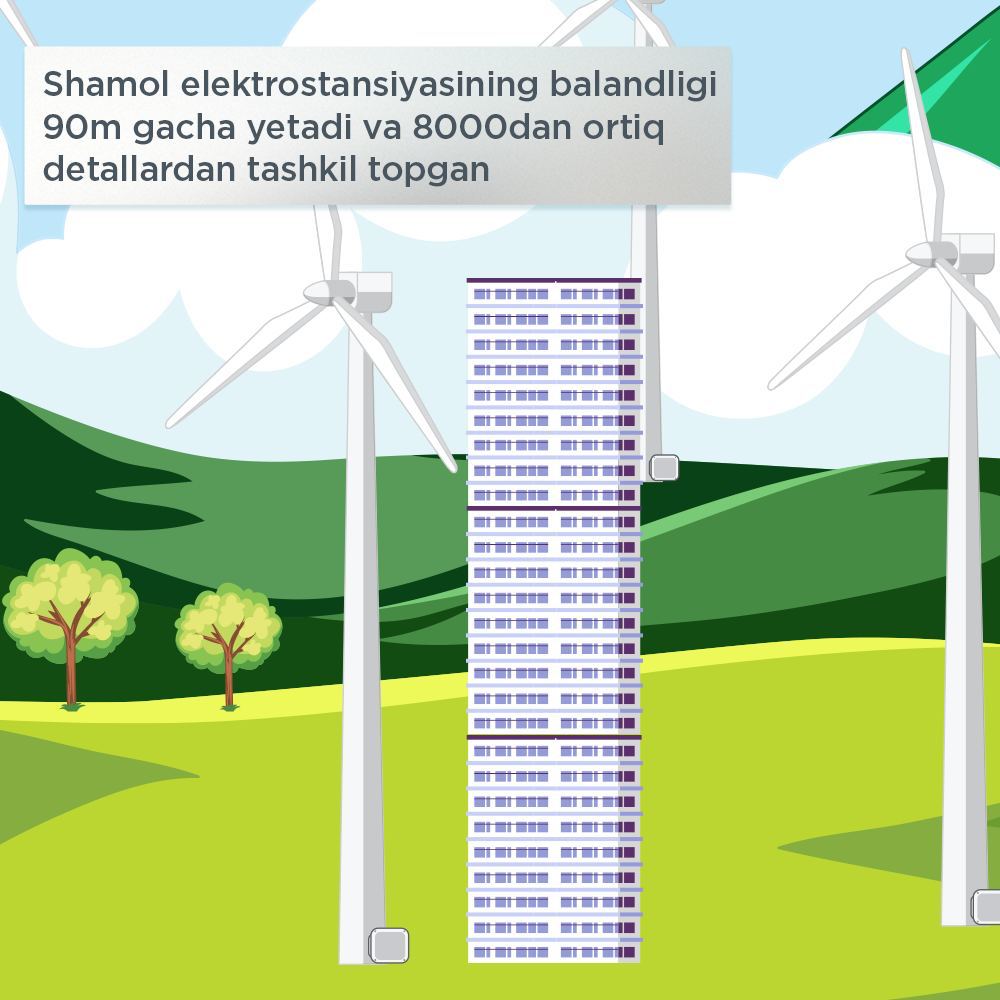 Shamol elektrostansiyasining balandligi
90m gacha yetadi va 8000dan ortiq
detallardan tashkil topgan